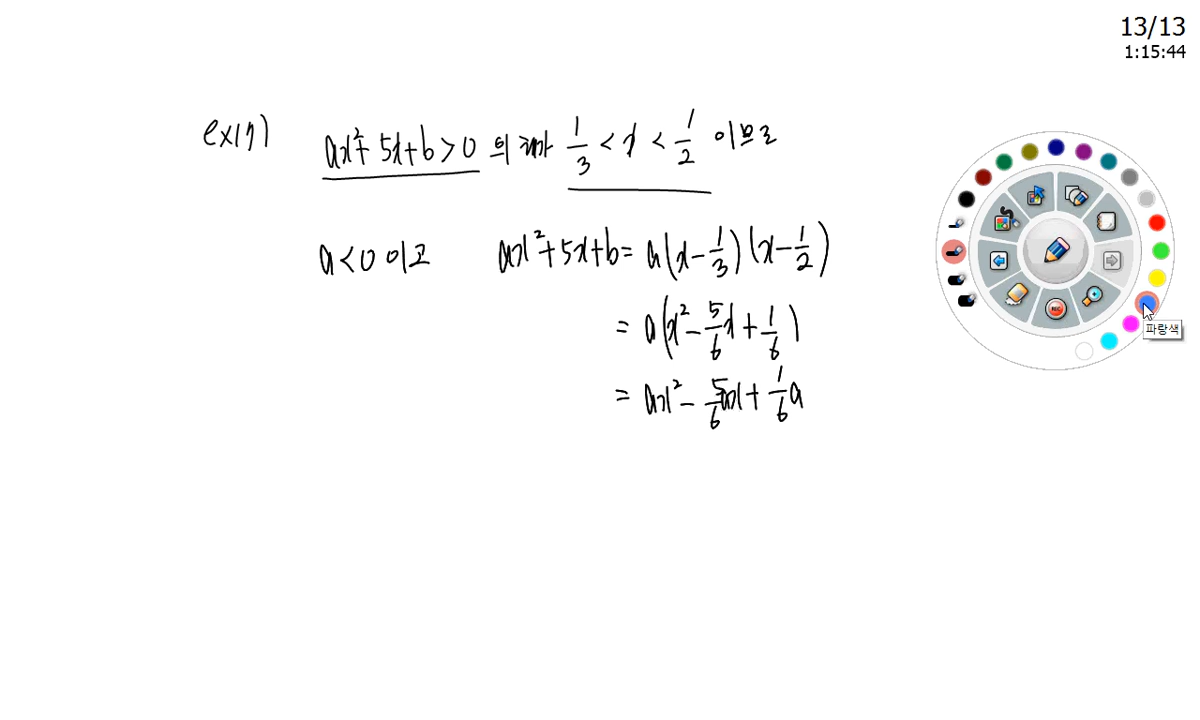 13/13
1:15:44
ex17)
ax²+5x+b>0 의 해가 1/3 < x < 1/2 이므로
a<0 이고 ax²+5x+b = a(x-1/3)(x-1/2)
= a(x²-5/6x+1/6)
= ax²-5/6ax+1/6a
REC
파랑색